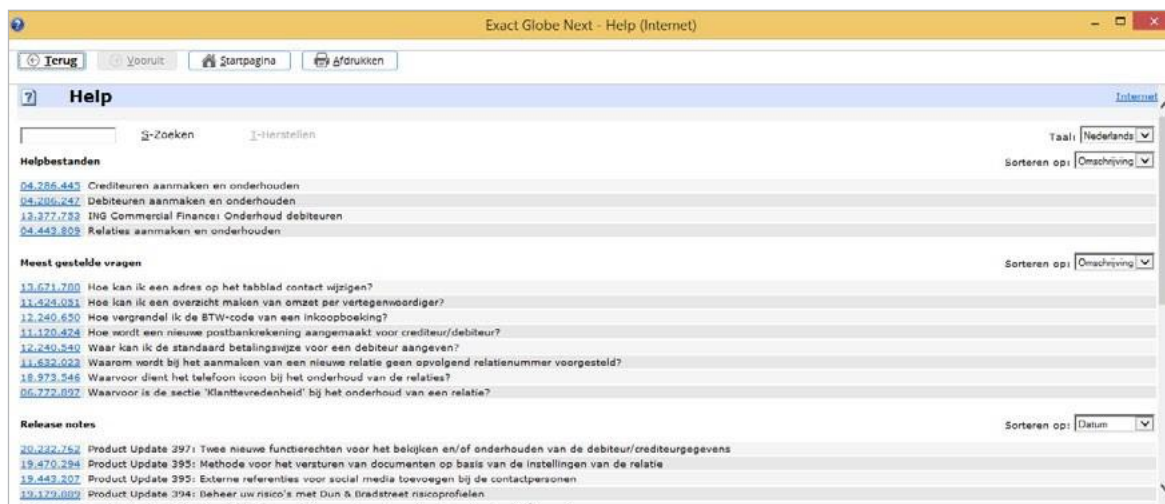 Exact Globe Next - Help (Internet)
Terug Vooruit Startpagina Afdrukken
Help Internet
S-Zoeken I-Herstellen Taal: Nederlands
Helpbestanden Sorteren op: Omschrijving
04.286.445 Crediteuren aanmaken en onderhouden
04.286.247 Debiteuren aanmaken en onderhouden
13.377.753 ING Commercial Finance: Onderhoud debiteuren
04.443.809 Relaties aanmaken en onderhouden
Meest gestelde vragen Sorteren op: Omschrijving
13.671.780 Hoe kan ik een adres op het tabblad contact wijzigen?
11.424.051 Hoe kan ik een overzicht maken van omzet per vertegenwoordiger?
12.240.650 Hoe vergrendel ik de BTW-code van een inkoopboeking?
11.120.424 Hoe wordt een nieuwe postbankrekening aangemaakt voor crediteur/debiteur?
12.240.540 Waar kan ik de standaard betalingswijze voor een debiteur aangeven?
11.632.023 Waarom wordt bij het aanmaken van een nieuwe relatie geen opvolgend relatienummer voorgesteld?
18.973.546 Waarvoor dient het telefoon icoon bij het onderhoud van de relaties?
06.772.897 Waarvoor is de sectie 'Klanttevredenheid' bij het onderhoud van een relatie?
Release notes Sorteren op: Datum
20.232.762 Product Update 397: Twee nieuwe functierechten voor het bekijken en/of onderhouden van de debiteur/crediteurgegevens
19.470.294 Product Update 395: Methode voor het versturen van documenten op basis van de instellingen van de relatie
19.443.207 Product Update 395: Externe referenties voor social media toevoegen bij de contactpersonen
19.179.889 Product Update 394: Beheer uw risico's met Dun & Bradstreet risicoprofielen